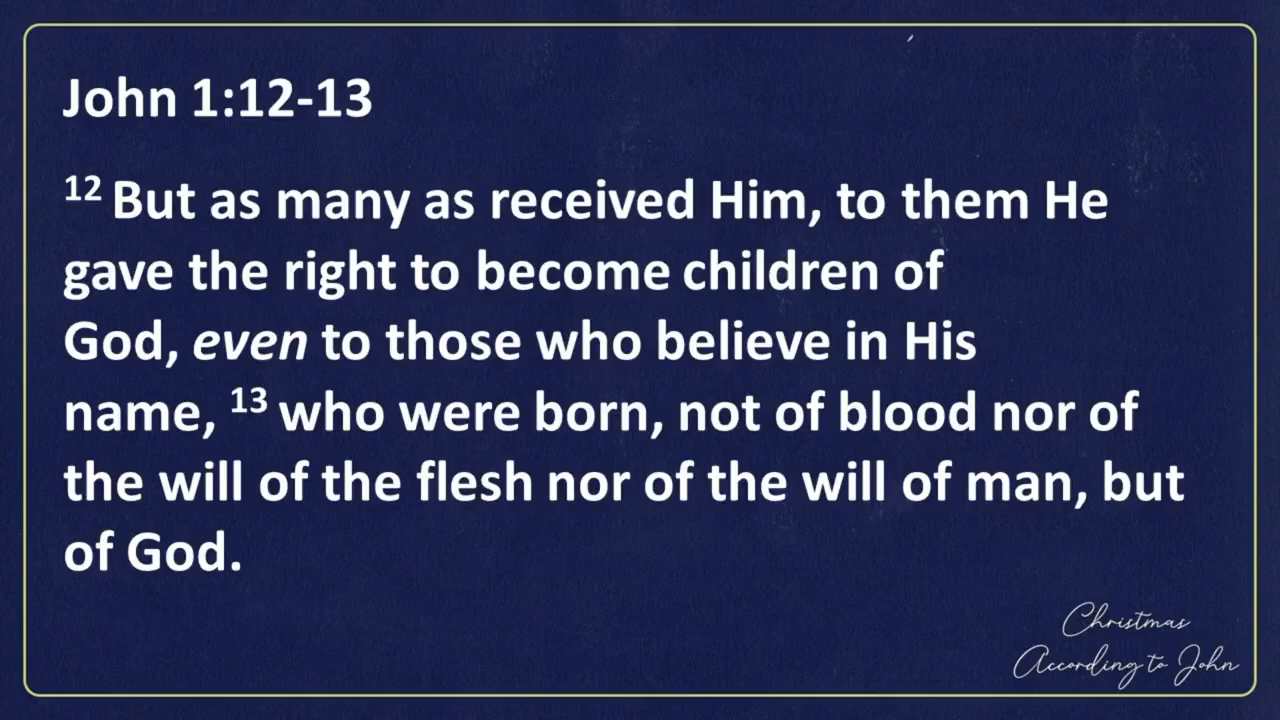 John 1:12-13
12 But as many as received Him, to them He
gave the right to become children of
God, even to those who believe in His
name, 13 who were born, not of blood nor of
the will of the flesh nor of the will of man, but
of God.
Christmas
According to John